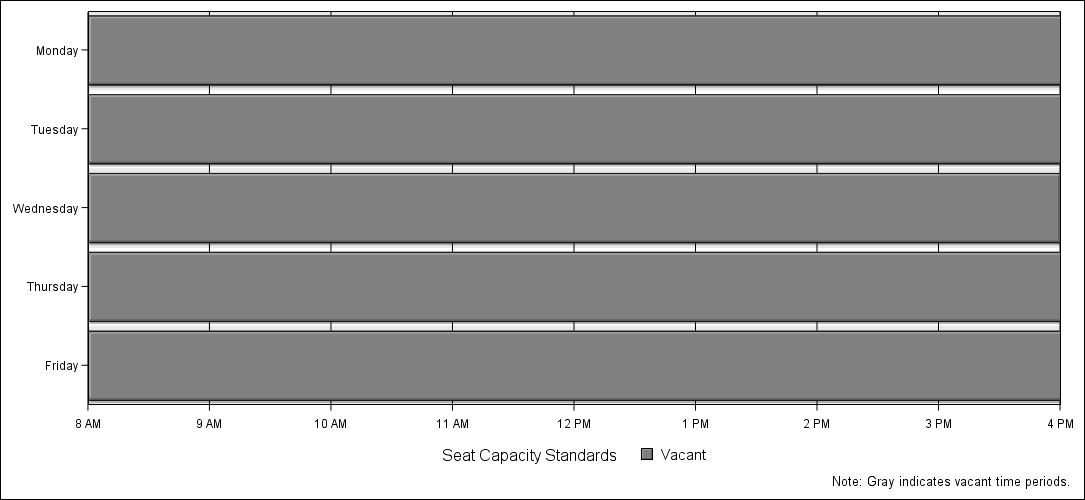 Monday
Tuesday
Wednesday
Thursday
Friday
8 AM 9 AM 10 AM 11 AM 12 PM 1 PM 2 PM 3 PM 4 PM
Seat Capacity Standards Vacant
Note: Gray indicates vacant time periods.